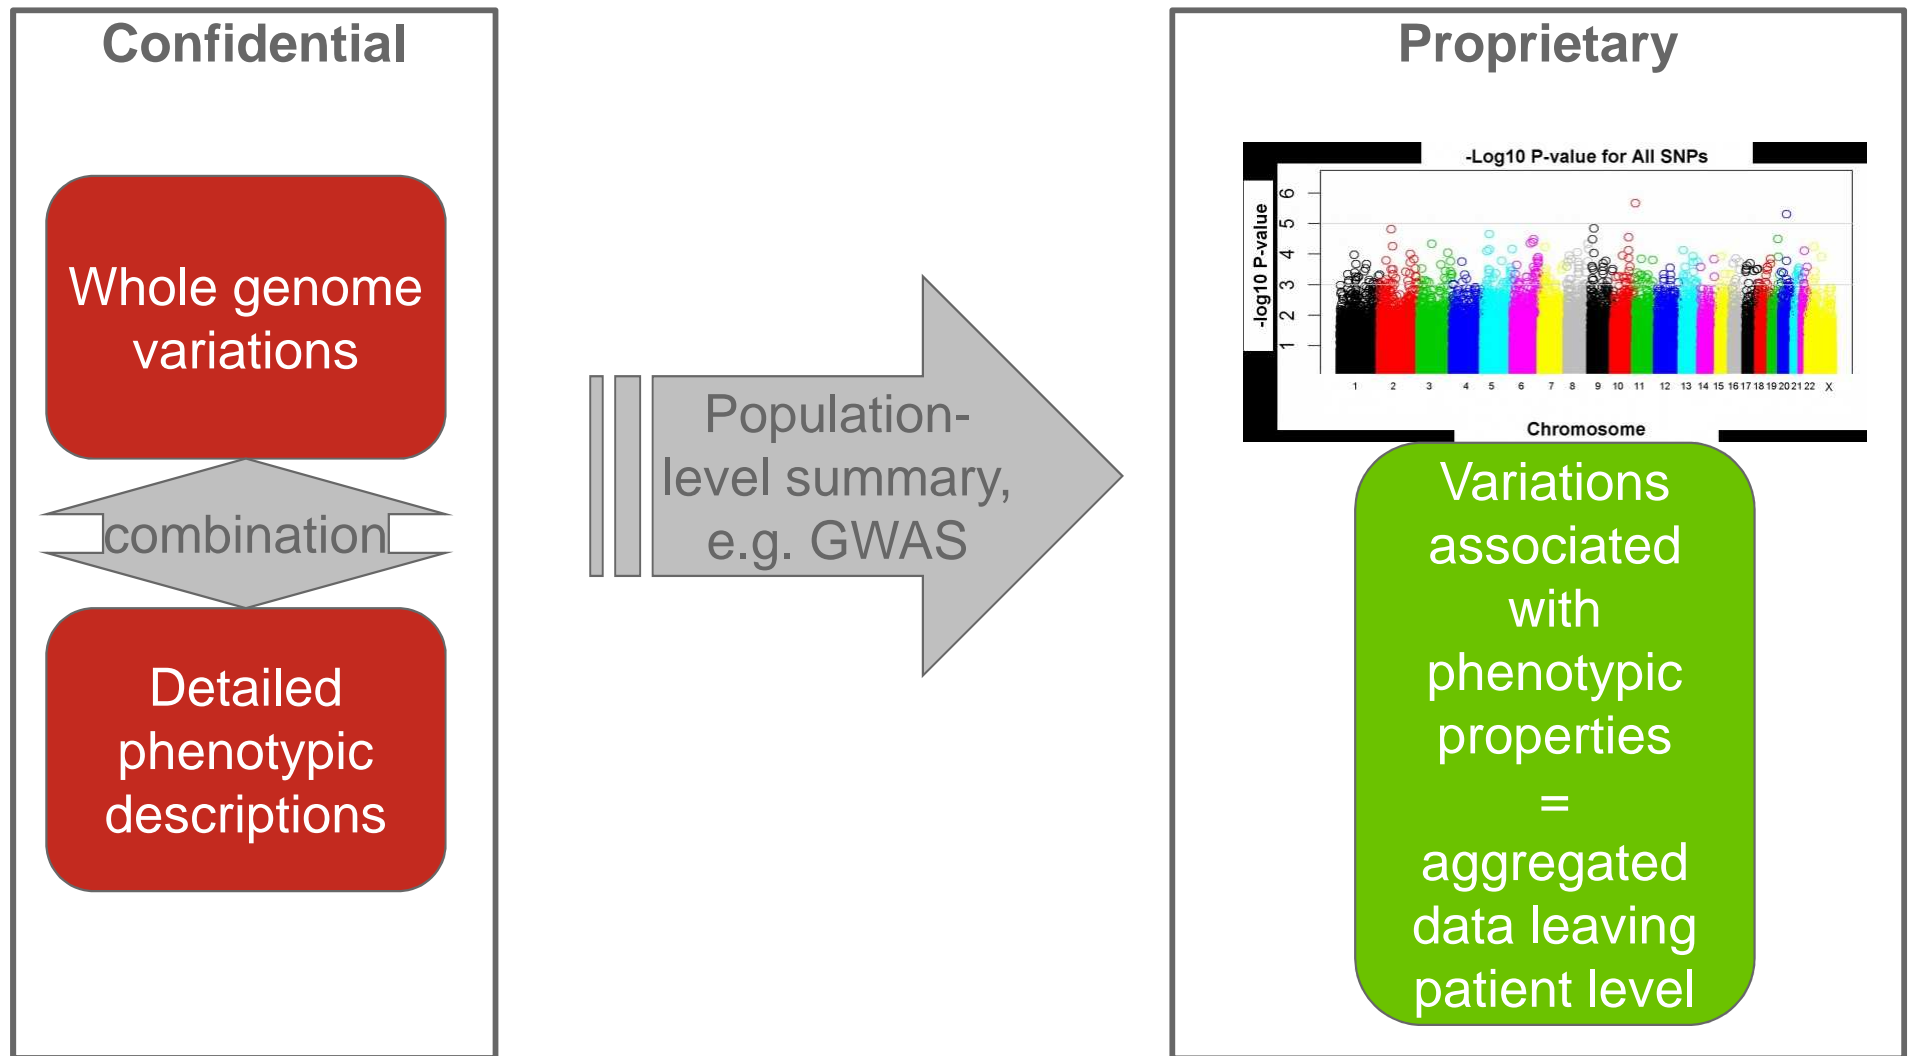 Confidential
Whole genome
variations
combination
Detailed
phenotypic
descriptions
Population-
level summary,
e.g. GWAS
Proprietary
-Log10 P-value for All SNPs
-log10 P-value
6
5
4
3
2
1
1 2 3 4 5 6 7 8 9 10 11 12 13 14 15 16 17 18 19 20 21 22 X
Chromosome
Variations
associated
with
phenotypic
properties
=
aggregated
data leaving
patient level